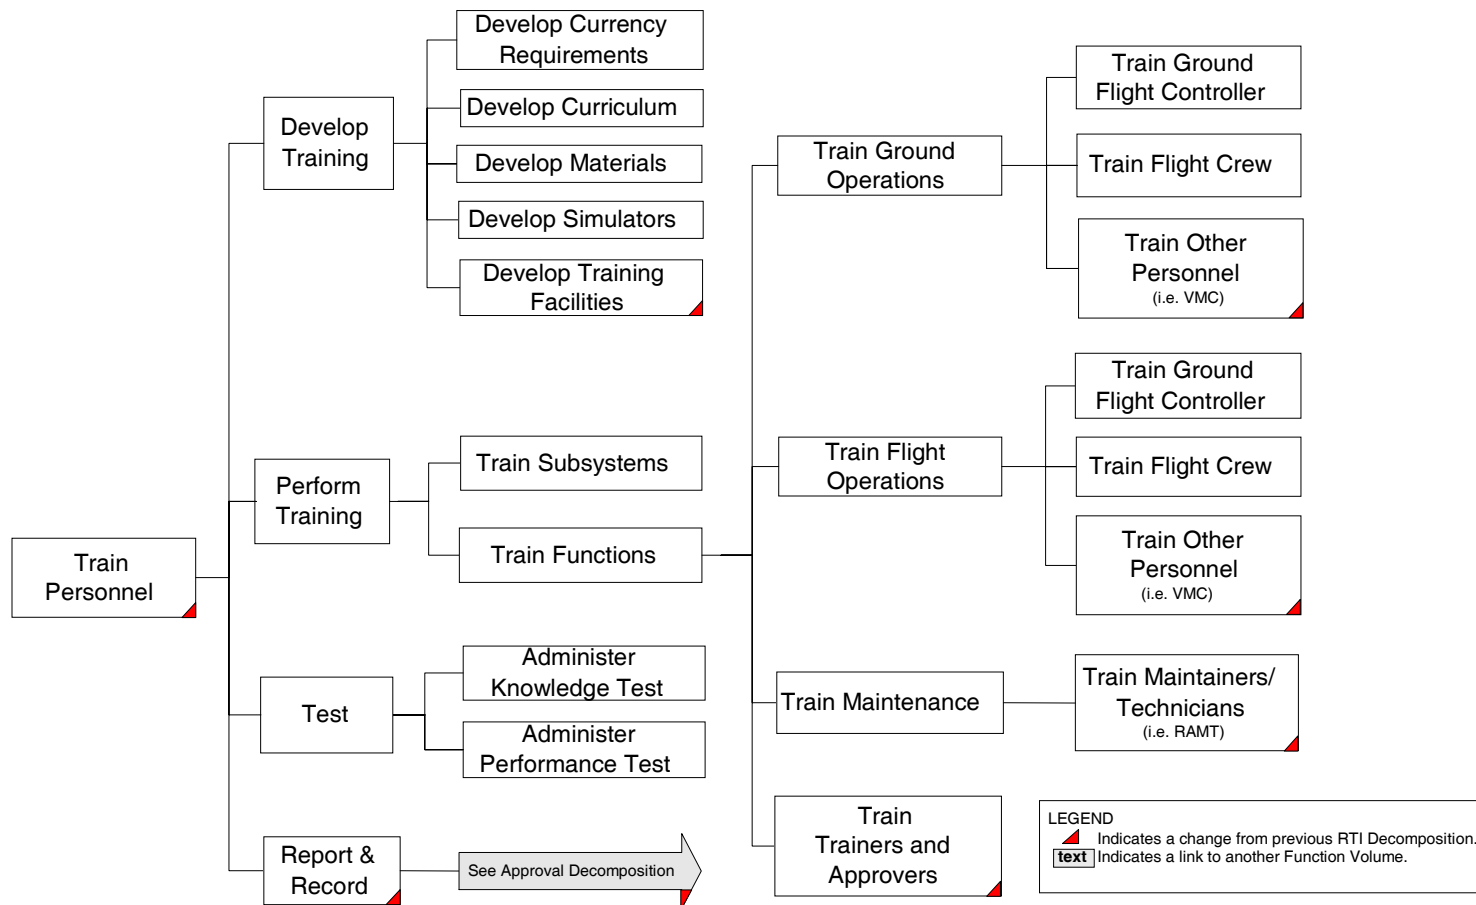 Train
Personnel
Develop
Training
Develop Currency
Requirements
Develop Curriculum
Develop Materials
Develop Simulators
Develop Training
Facilities
Perform
Training
Train Subsystems
Train Functions
Test
Administer
Knowledge Test
Administer
Performance Test
Report &
Record
See Approval Decomposition
Train Ground
Operations
Train Ground
Flight Controller
Train Flight Crew
Train Other
Personnel
(i.e. VMC)
Train Flight
Operations
Train Ground
Flight Controller
Train Flight Crew
Train Other
Personnel
(i.e. VMC)
Train Maintenance
Train Maintainers/
Technicians
(i.e. RAMT)
Train
Trainers and
Approvers
LEGEND
Indicates a change from previous RTI Decomposition.
text Indicates a link to another Function Volume.